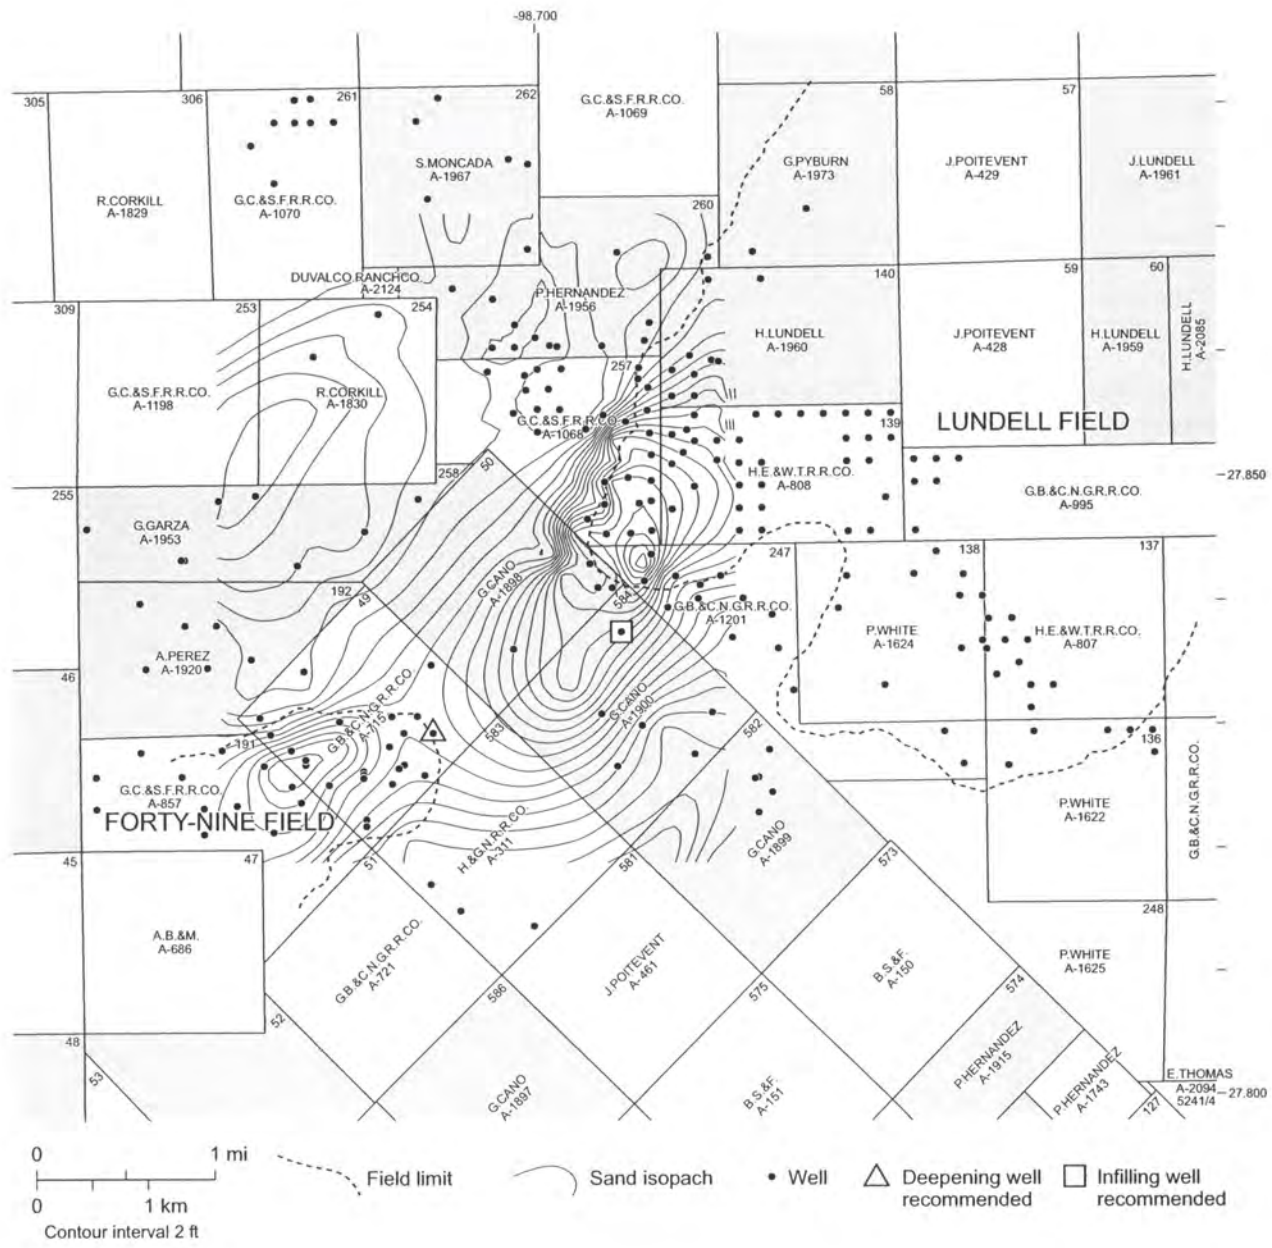 -98.700
305
306
261
262
G.C.&S.F.R.R.CO.
A-1069
58
57
R.CORKILL
A-1829
G.C.&S.F.R.R.CO.
A-1070
S.MONCADA
A-1967
G.PYBURN
A-1973
J.POITEVENT
A-429
J.LUNDELL
A-1961
260
DUVALCO RANCHCO.
A-2124
140
59
60
309
253
254
P.HERNANDEZ
A-1956
H.LUNDELL
A-1960
J.POITEVENT
A-428
H.LUNDELL
A-1959
H.LUNDELL
A-2085
G.C.&S.F.R.R.CO.
A-1198
R.CORKILL
A-1830
257
G.C.&S.F.R.R.CO.
A-1068
139
LUNDELL FIELD
255
258
50
H.E.&W.T.R.R.CO.
A-808
27.850
G.B.&C.N.G.R.R.CO.
A-995
G.GARZA
A-1953
G.CANO
A-1898
247
138
137
192
49
584
G.B.&C.N.G.R.R.CO.
A-1201
P.WHITE
A-1624
H.E.&W.T.R.R.CO.
A-807
A.PEREZ
A-1920
46
G.B.&C.N.G.R.R.CO.
A-715
G.CANO
A-1900
583
582
191
136
G.C.&S.F.R.R.CO.
A-857
P.WHITE
A-1622
G.B.&C.N.G.R.R.CO.
FORTY-NINE FIELD
H.&G.N.R.R.CO.
A-311
G.CANO
A-1899
45
47
51
581
573
248
A.B.&M.
A-686
G.B.&C.N.G.R.R.CO.
A-721
J.POITEVENT
A-461
B.S.&F.
A-150
P.WHITE
A-1625
586
575
574
52
48
53
G.CANO
A-1897
B.S.&F.
A-151
P.HERNANDEZ
A-1915
P.HERNANDEZ
A-1743
127
E.THOMAS
A-2094
5241/4
27.800
0 1 mi
0 1 km
Contour interval 2 ft
Field limit
Sand isopach
Well
Deepening well
recommended
Infilling well
recommended